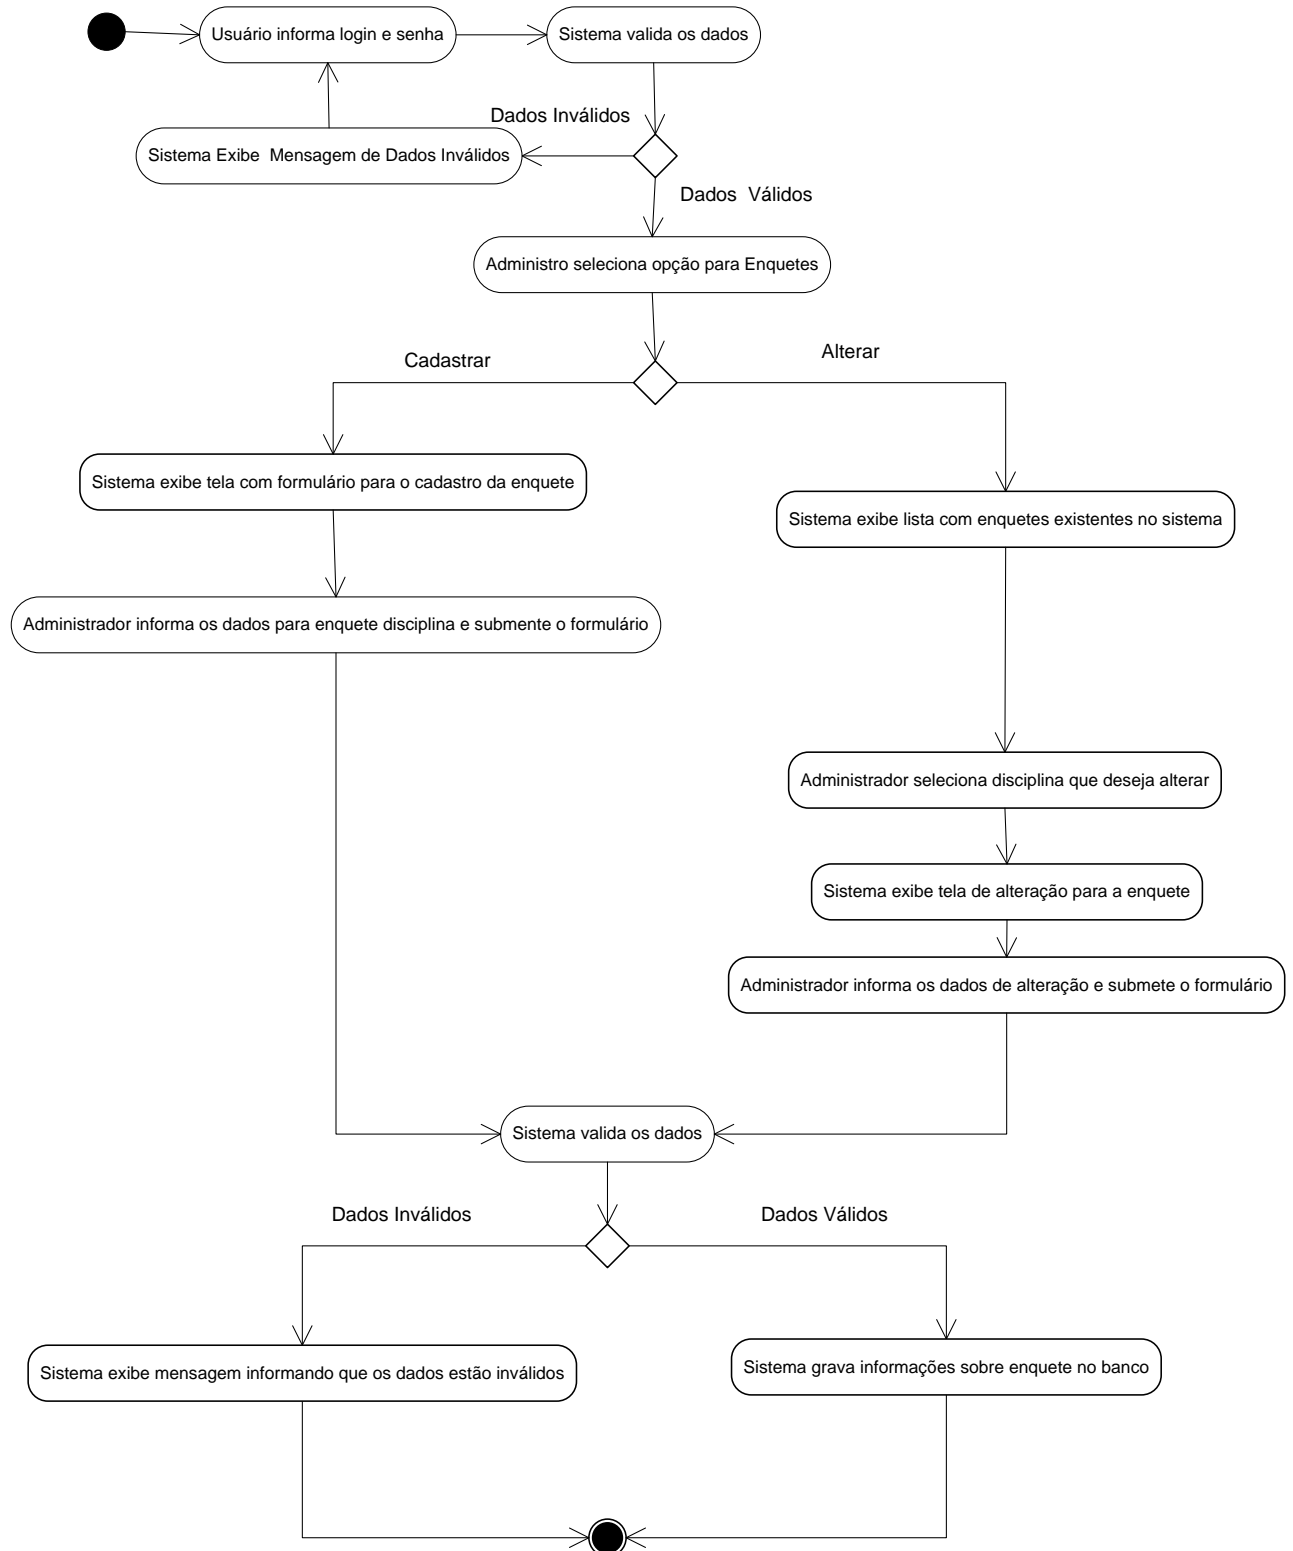 Usuário informa login e senha
Sistema valida os dados
Dados Inválidos
Sistema Exibe  Mensagem de Dados Inválidos
Dados  Válidos
Administro seleciona opção para Enquetes
Cadastrar
Alterar
Sistema exibe tela com formulário para o cadastro da enquete
Sistema exibe lista com enquetes existentes no sistema
Administrador informa os dados para enquete disciplina e submente o formulário
Administrador seleciona disciplina que deseja alterar
Sistema exibe tela de alteração para a enquete
Administrador informa os dados de alteração e submete o formulário
Sistema valida os dados
Dados Inválidos
Dados Válidos
Sistema exibe mensagem informando que os dados estão inválidos
Sistema grava informações sobre enquete no banco